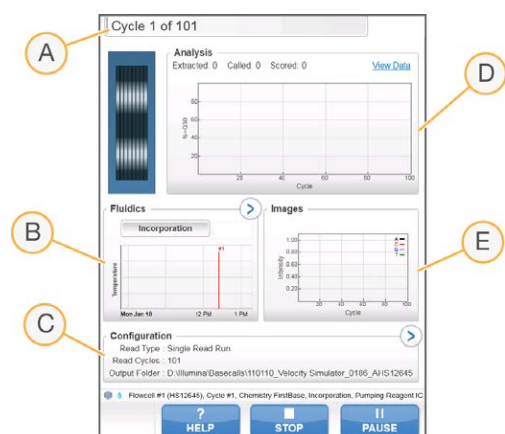 Cycle 1 of 101
A
Analysis
Extracted: 0 Called: 0 Scored: 0 View Data
D
%>Q30
80
60
40
20
20 40 60 80 100
Cycle
Fluidics
Images
Incorporation
B
Temperature
#1
Mon Jan 10 12 PM 1 PM
E
Intensity
1.00
0.80
0.60
0.40
0.20
A
C
G
T
20 40 60 80 100
Cycle
C
Configuration
Read Type : Single Read Run
Read Cycles : 101
Output Folder : D:\Illumina\Basecalls\110110_Velocity Simulator_0186_AHS12645
Flowcell #1 (HS12645), Cycle #1, Chemistry FirstBase, Incorporation, Pumping Reagent IC
?
HELP
STOP
PAUSE